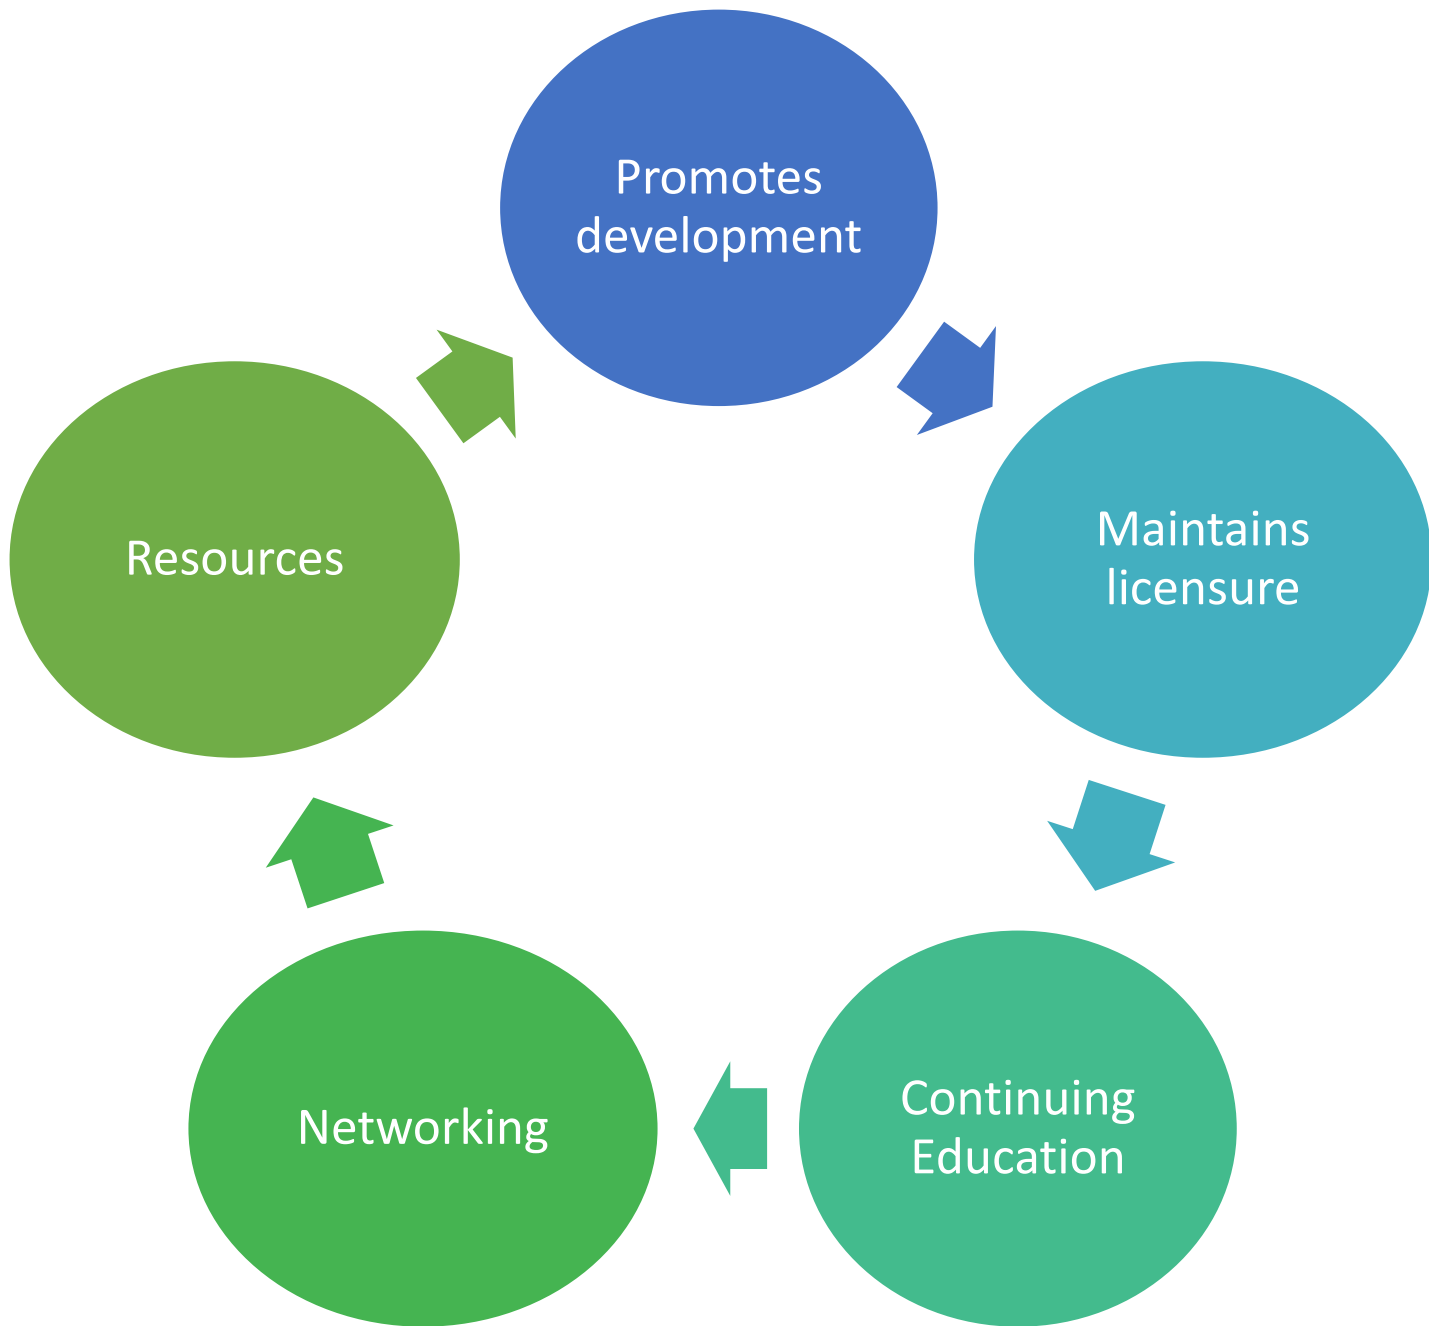 Promotes
development
Maintains
licensure
Continuing
Education
Networking
Resources